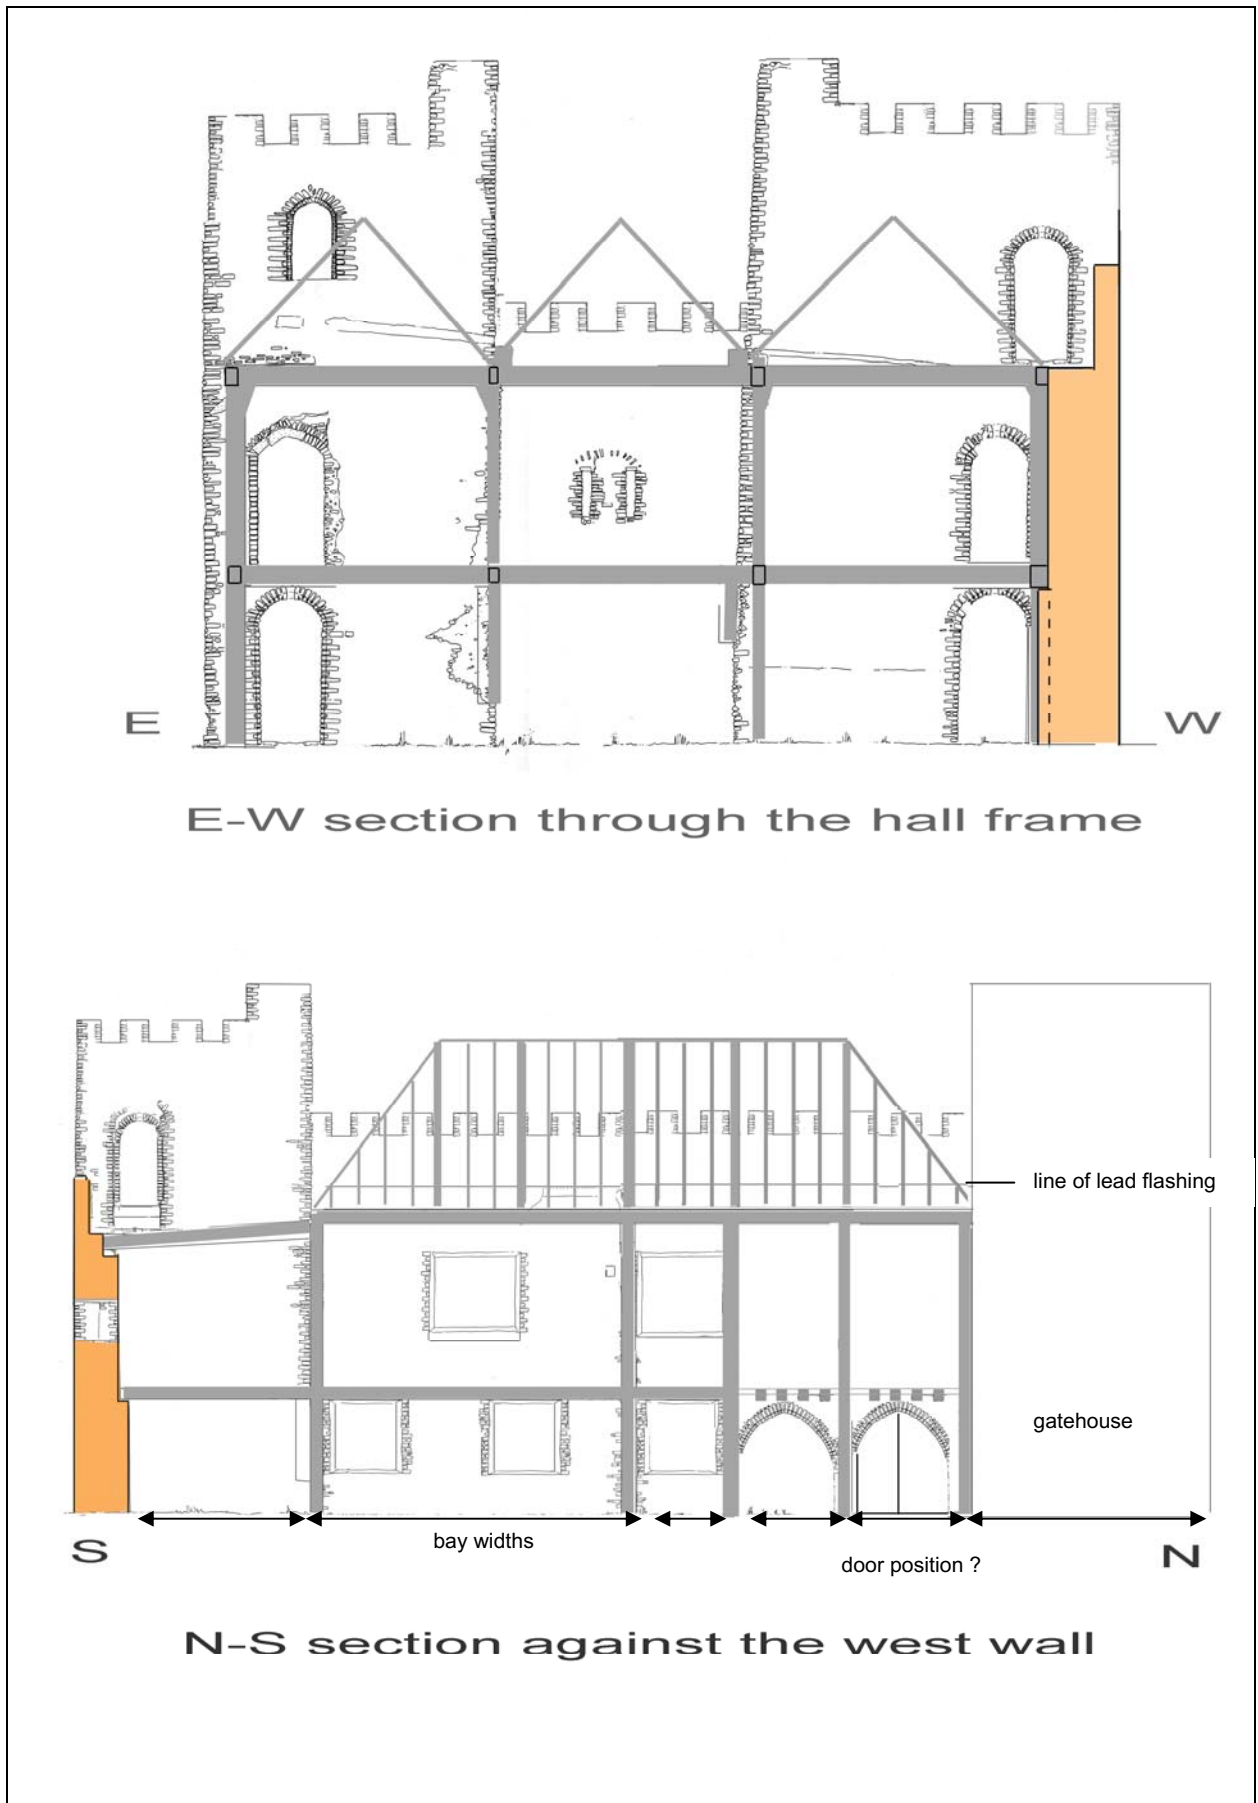 E
W
E-W section through the hall frame
line of lead flashing
gatehouse
bay widths
S
N
door position ?
N-S section against the west wall